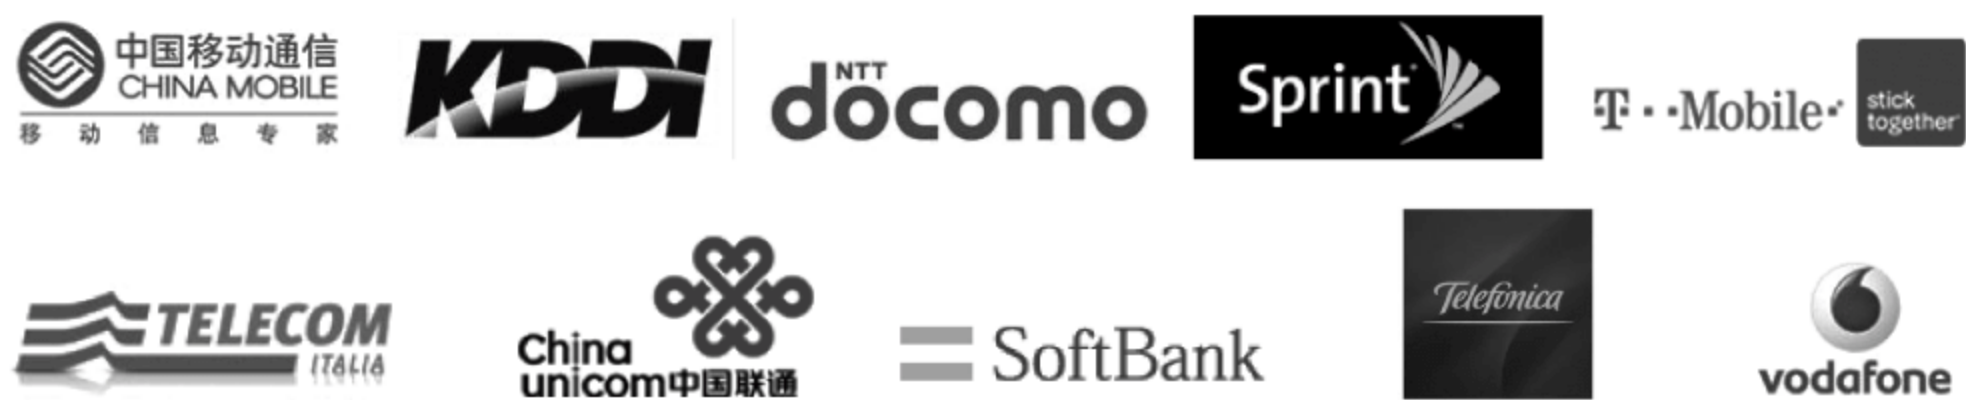 中国移动通信
CHINA MOBILE
移动信息专家
KDDI
NTT
docomo
Sprint
T··Mobile·
stick
together
TELECOM
ITALIA
China
unicom中国联通
SoftBank
Telefonica
vodafone